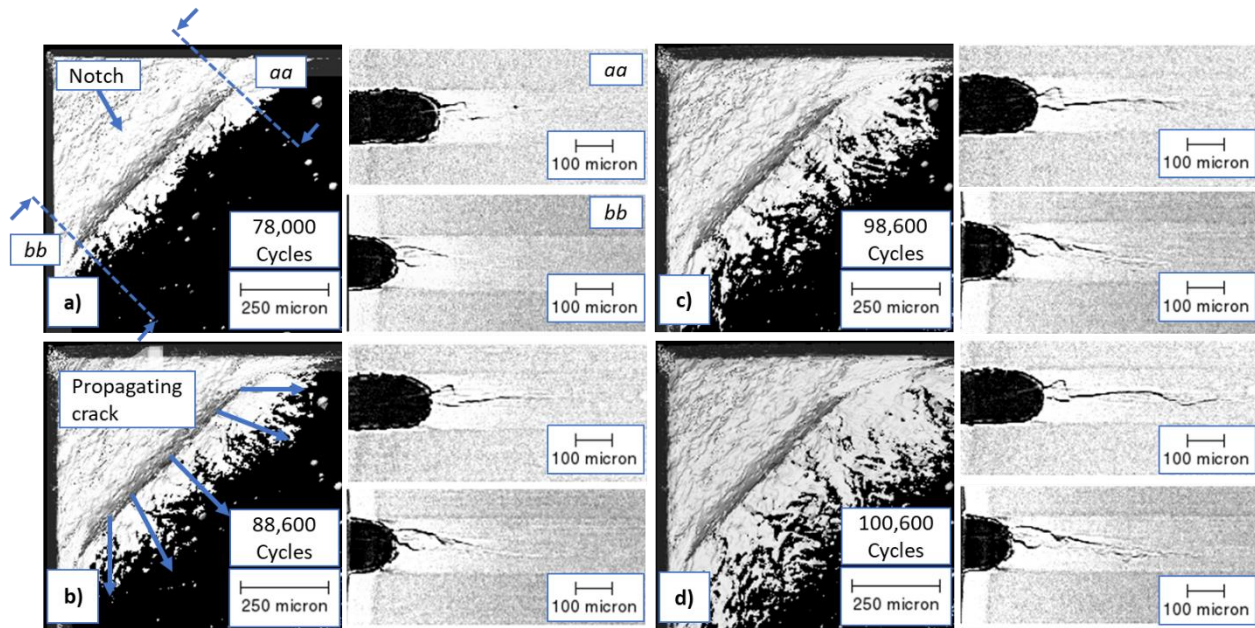 Notch
aa
bb
78,000
Cycles
250 micron
a)
aa
100 micron
bb
100 micron
98,600
Cycles
250 micron
c)
100 micron
100 micron
Propagating
crack
88,600
Cycles
250 micron
b)
100 micron
100 micron
100,600
Cycles
250 micron
d)
100 micron
100 micron